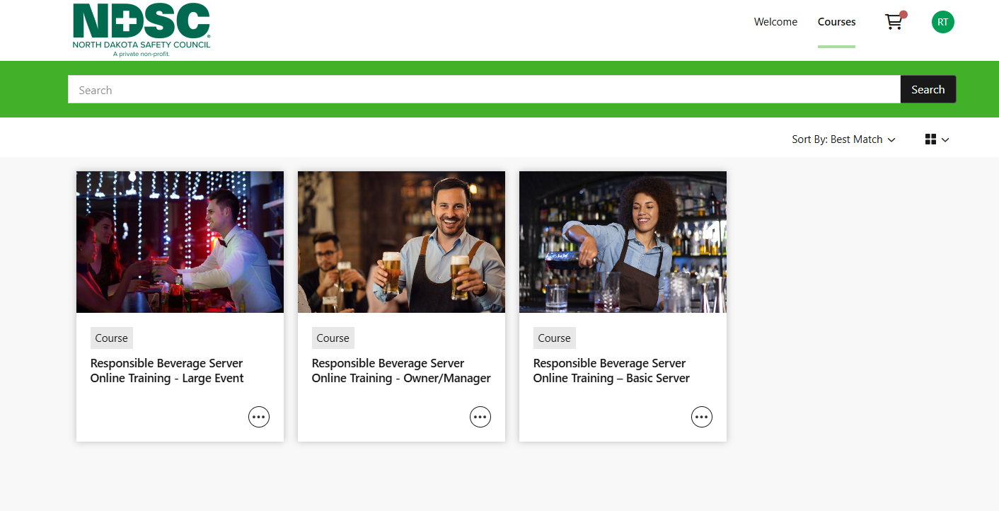 NDSC
NORTH DAKOTA SAFETY COUNCIL
A private non-profit.
Welcome
Courses
RT
Search
Search
Sort By: Best Match
Course
Responsible Beverage Server
Online Training - Large Event
Course
Responsible Beverage Server
Online Training - Owner/Manager
Course
Responsible Beverage Server
Online Training – Basic Server